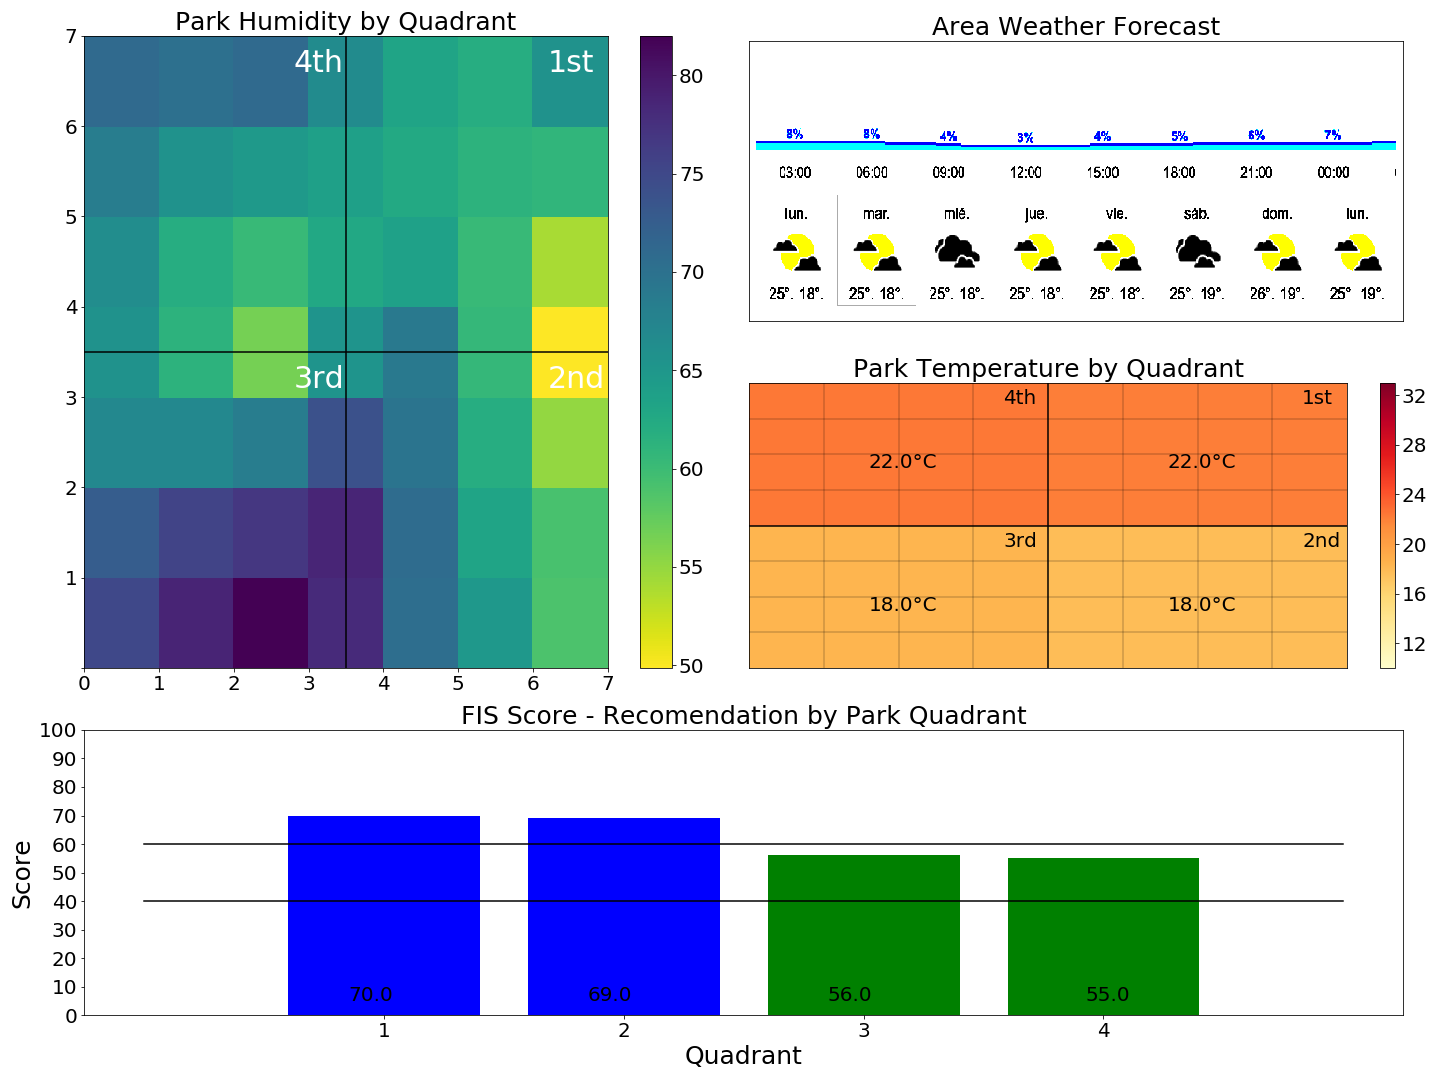 Park Humidity by Quadrant
7
6
5
4
3
2
1
0 1 2 3 4 5 6 7
4th 1st
3rd 2nd
80
75
70
65
60
55
50
Area Weather Forecast
8% 8% 4% 3% 4% 5% 6% 7%
03:00 06:00 09:00 12:00 15:00 18:00 21:00 00:00
lun. mar. mié. jue. vie. sáb. dom. lun.
25°. 18°. 25°. 18°. 25°. 18°. 25°. 18°. 25°. 18°. 25°. 19°. 26°. 19°. 25°. 19°.
Park Temperature by Quadrant
4th 1st
22.0°C 22.0°C
3rd 2nd
18.0°C 18.0°C
32
28
24
20
16
12
FIS Score - Recomendation by Park Quadrant
Score
100
90
80
70
60
50
40
30
20
10
0
70.0 69.0 56.0 55.0
1 2 3 4
Quadrant